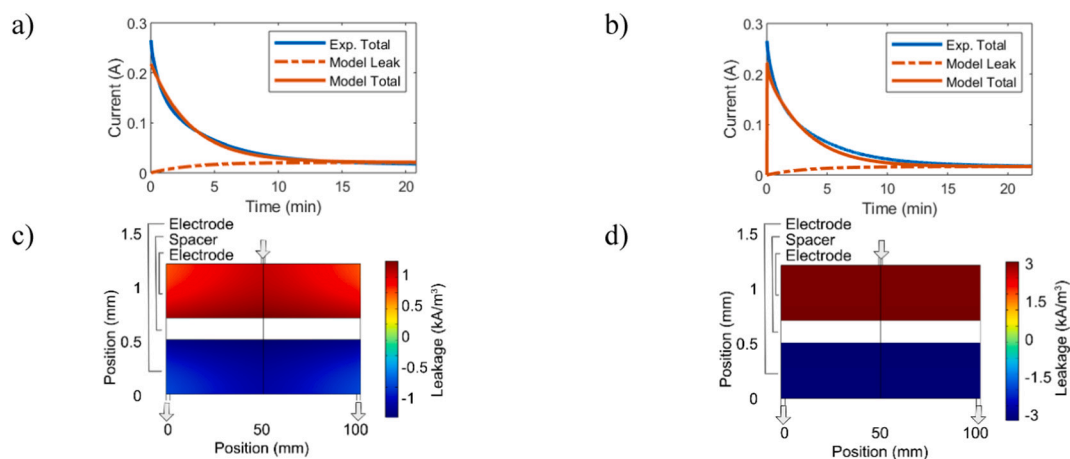 a)
0.3
0.2
0.1
0
Current (A)
Exp. Total
Model Leak
Model Total
0 5 10 15 20
Time (min)
b)
0.3
0.2
0.1
0
Current (A)
Exp. Total
Model Leak
Model Total
0 5 10 15 20
Time (min)
c)
Electrode
Spacer
Electrode
1.5
1
0.5
0
Position (mm)
0 50 100
Position (mm)
1
0.5
0
-0.5
-1
Leakage (kA/m³)
d)
Electrode
Spacer
Electrode
1.5
1
0.5
0
Position (mm)
0 50 100
Position (mm)
3
1.5
0
-1.5
-3
Leakage (kA/m³)